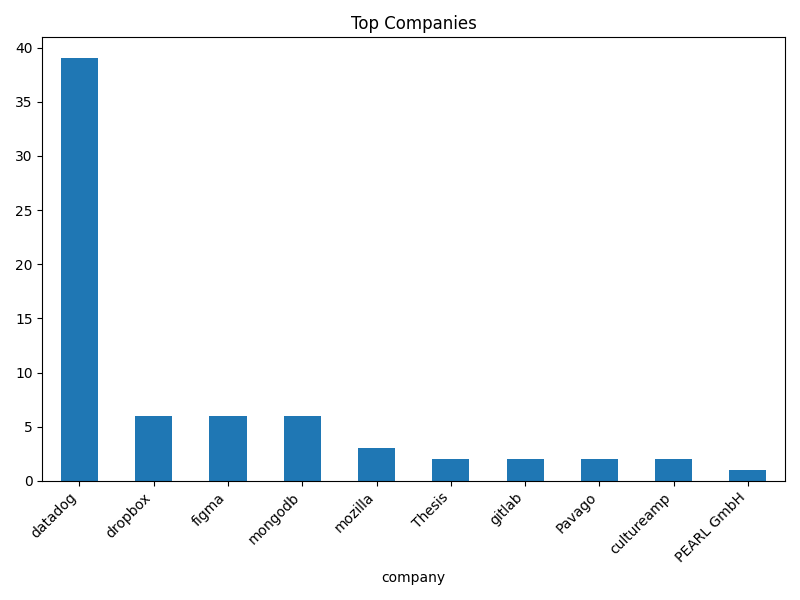 Top Companies
40
35
30
25
20
15
10
5
0
datadog
dropbox
figma
mongodb
mozilla
Thesis
gitlab
Pavago
cultureamp
PEARL GmbH
company